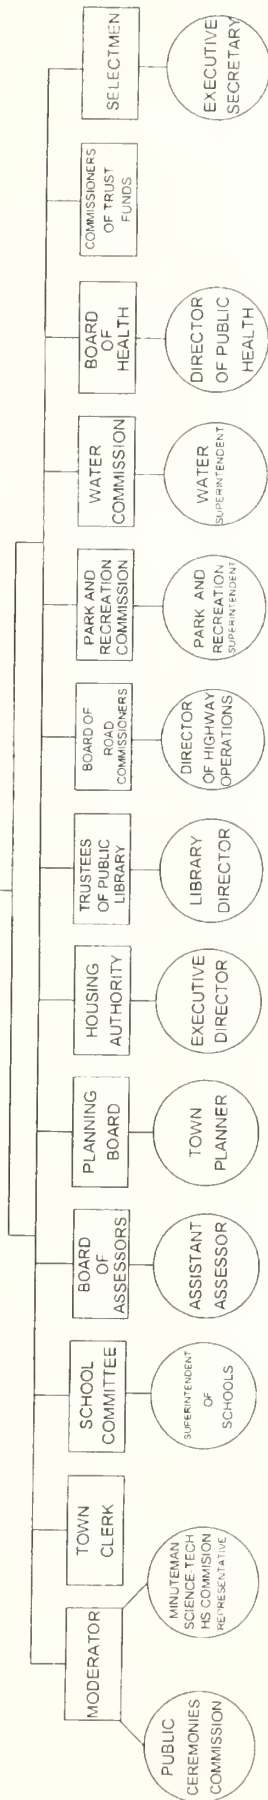 MODERATOR
PUBLIC
CEREMONIES
COMMISSION
MINUTEMAN
SCIENCE-TECH
HS COMMISION
REPRESENTATIVE
TOWN
CLERK
SCHOOL
COMMITTEE
SUPERINTENDENT
OF
SCHOOLS
BOARD
OF
ASSESSORS
ASSISTANT
ASSESSOR
PLANNING
BOARD
TOWN
PLANNER
HOUSING
AUTHORITY
EXECUTIVE
DIRECTOR
TRUSTEES
OF PUBLIC
LIBRARY
LIBRARY
DIRECTOR
BOARD OF
ROAD
COMMISSIONERS
DIRECTOR
OF HIGHWAY
OPERATIONS
PARK AND
RECREATION
COMMISSION
PARK AND
RECREATION
SUPERINTENDENT
WATER
COMMISSION
WATER
SUPERINTENDENT
BOARD
OF
HEALTH
DIRECTOR
OF PUBLIC
HEALTH
COMMISSIONERS
OF TRUST
FUNDS
SELECTMEN
EXECUTIVE
SECRETARY